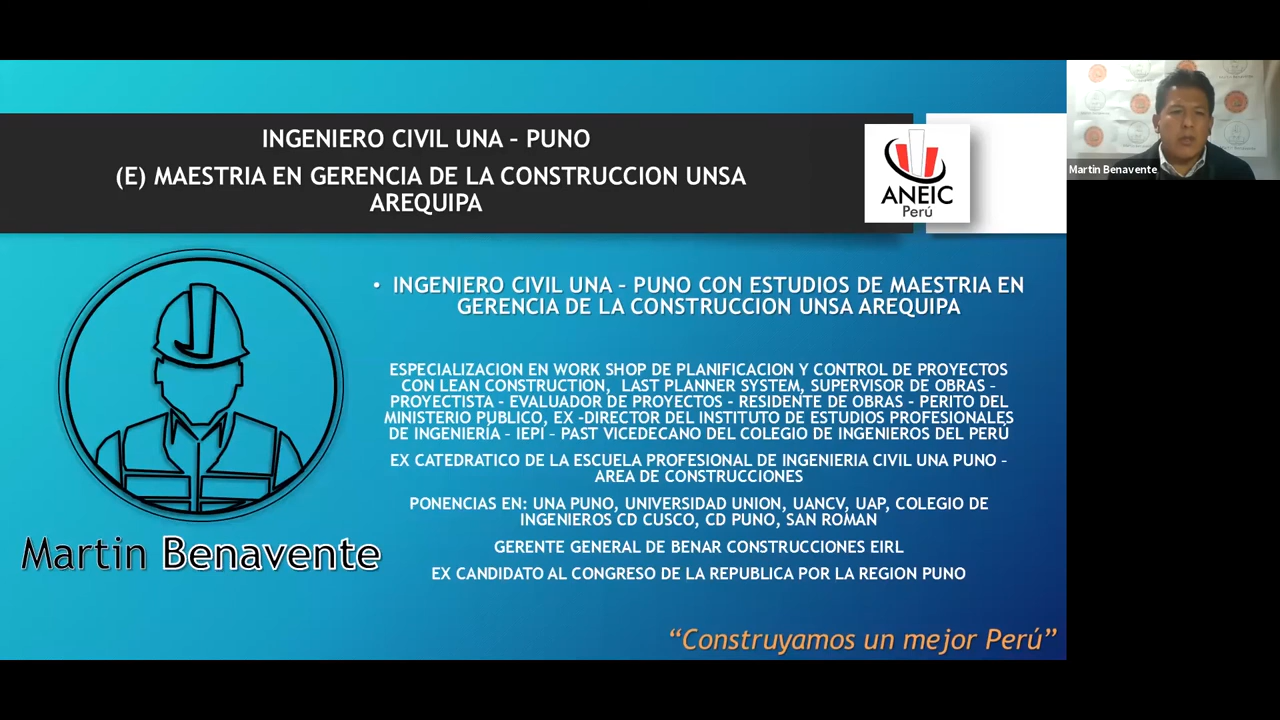 INGENIERO CIVIL UNA – PUNO
(E) MAESTRIA EN GERENCIA DE LA CONSTRUCCION UNSA
AREQUIPA
ANEIC
Perú
Martin Benavente
• INGENIERO CIVIL UNA – PUNO CON ESTUDIOS DE MAESTRIA EN
GERENCIA DE LA CONSTRUCCION UNSA AREQUIPA
ESPECIALIZACION EN WORK SHOP DE PLANIFICACION Y CONTROL DE PROYECTOS
CON LEAN CONSTRUCTION, LAST PLANNER SYSTEM, SUPERVISOR DE OBRAS –
PROYECTISTA – EVALUADOR DE PROYECTOS – RESIDENTE DE OBRAS – PERITO DEL
MINISTERIO PUBLICO, EX –DIRECTOR DEL INSTITUTO DE ESTUDIOS PROFESIONALES
DE INGENIERÍA – IEPI – PAST VICEDECANO DEL COLEGIO DE INGENIEROS DEL PERÚ
EX CATEDRATICO DE LA ESCUELA PROFESIONAL DE INGENIERIA CIVIL UNA PUNO –
AREA DE CONSTRUCCIONES
PONENCIAS EN: UNA PUNO, UNIVERSIDAD UNION, UANCV, UAP, COLEGIO DE
INGENIEROS CD CUSCO, CD PUNO, SAN ROMAN
GERENTE GENERAL DE BENAR CONSTRUCCIONES EIRL
EX CANDIDATO AL CONGRESO DE LA REPUBLICA POR LA REGION PUNO
Martin Benavente
“Construyamos un mejor Perú”